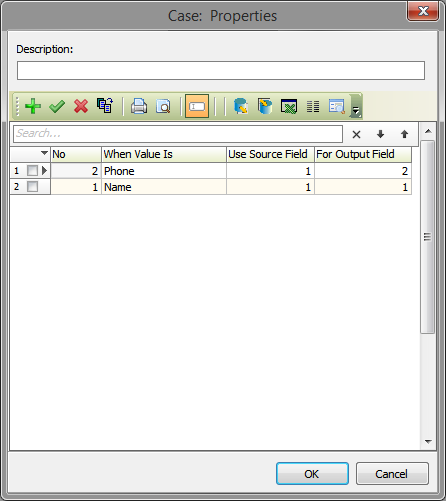 Case: Properties
Description:
Search...
No When Value Is Use Source Field For Output Field
1 2 Phone 1 2
2 1 Name 1 1
OK Cancel